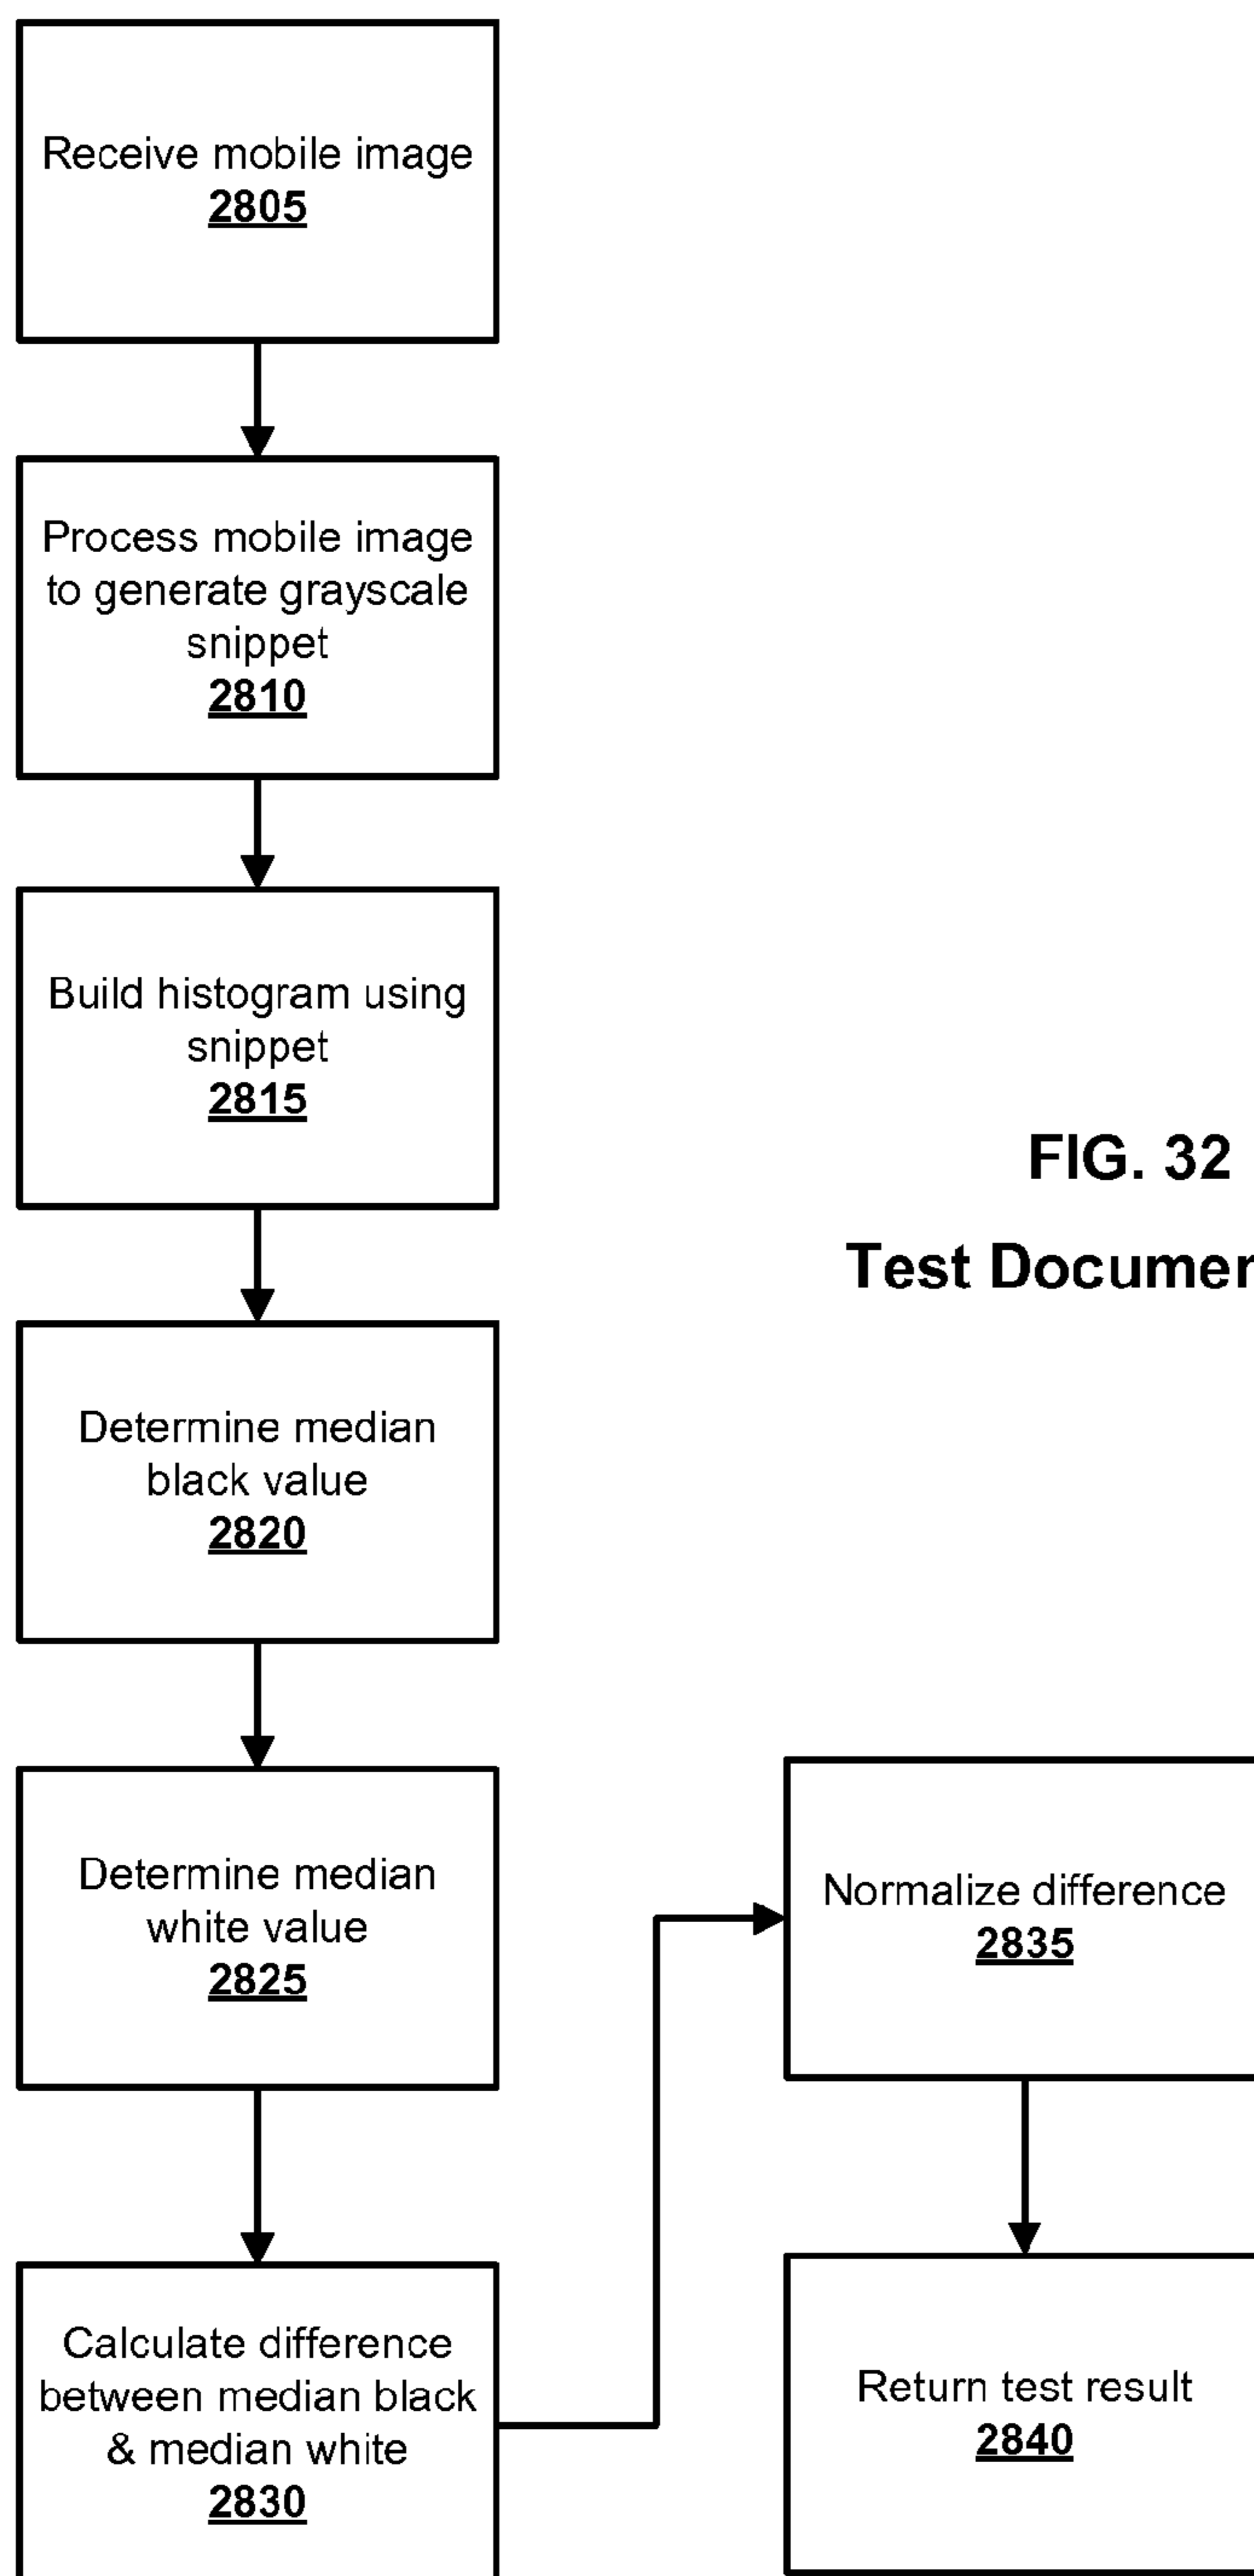 Receive mobile image
2805
Process mobile image
to generate grayscale
snippet
2810
Build histogram using
snippet
2815
Determine median
black value
2820
Determine median
white value
2825
Calculate difference
between median black
& median white
2830
Normalize difference
2835
Return test result
2840
FIG. 32
Test